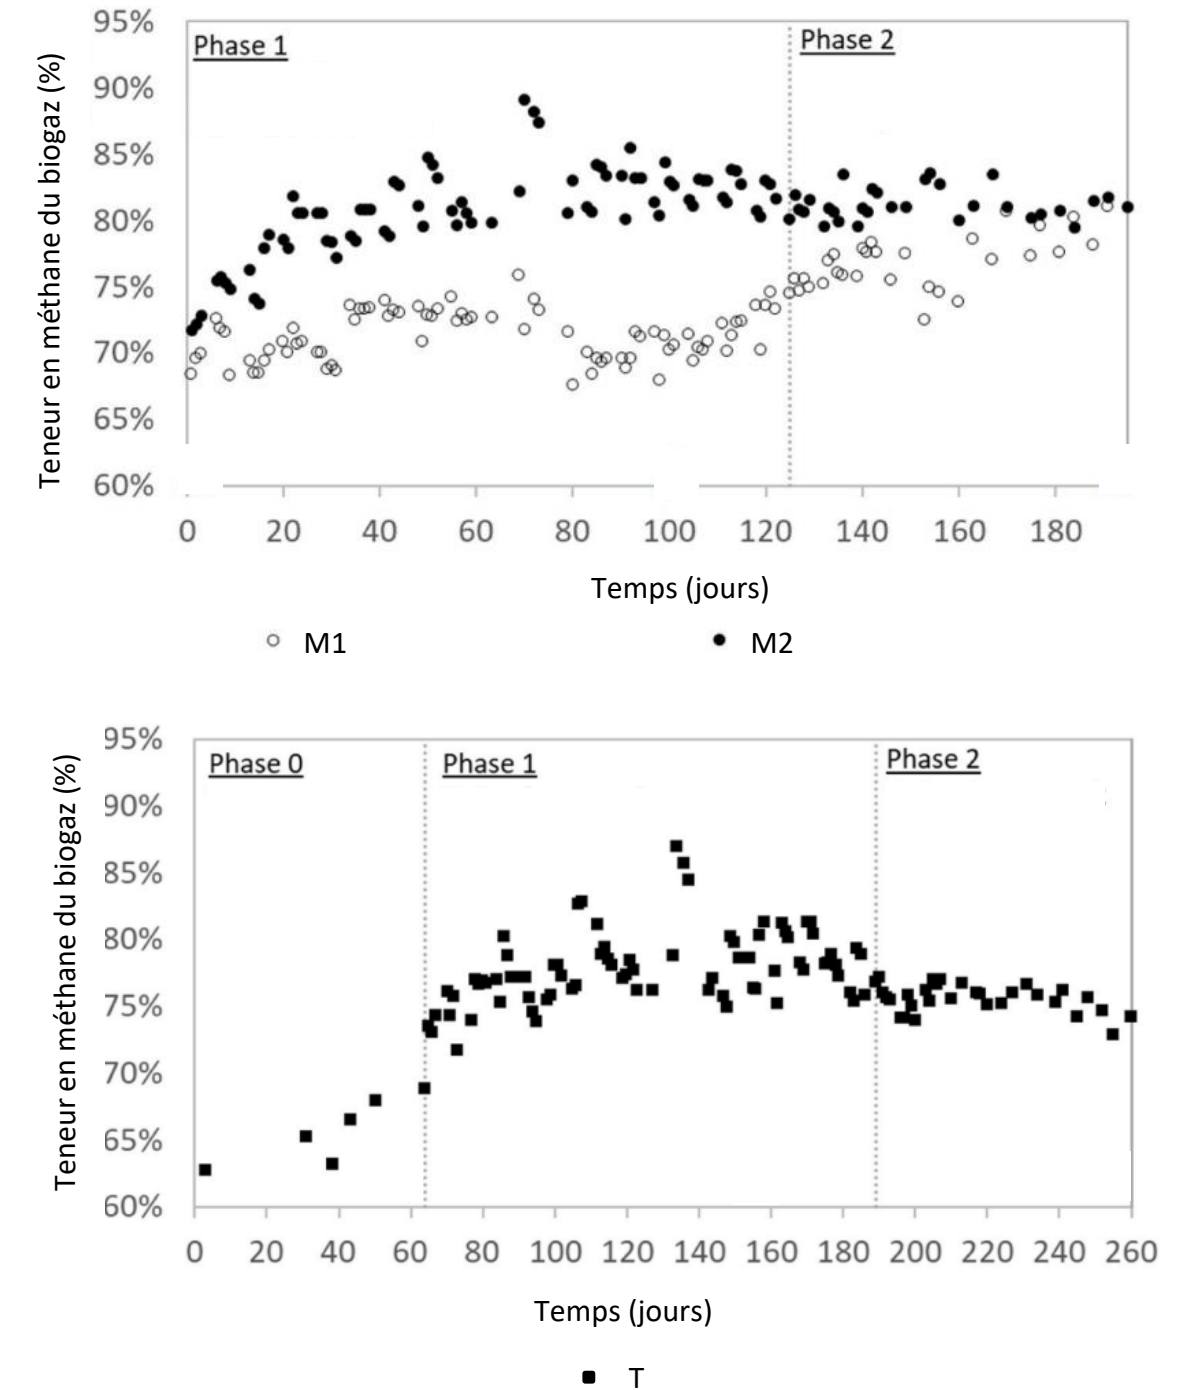 Teneur en méthane du biogaz (%)
95%
90%
85%
80%
75%
70%
65%
60%
Phase 1
Phase 2
0 20 40 60 80 100 120 140 160 180
Temps (jours)
M1 M2
Teneur en méthane du biogaz (%)
95%
90%
85%
80%
75%
70%
65%
60%
Phase 0
Phase 1
Phase 2
0 20 40 60 80 100 120 140 160 180 200 220 240 260
Temps (jours)
T